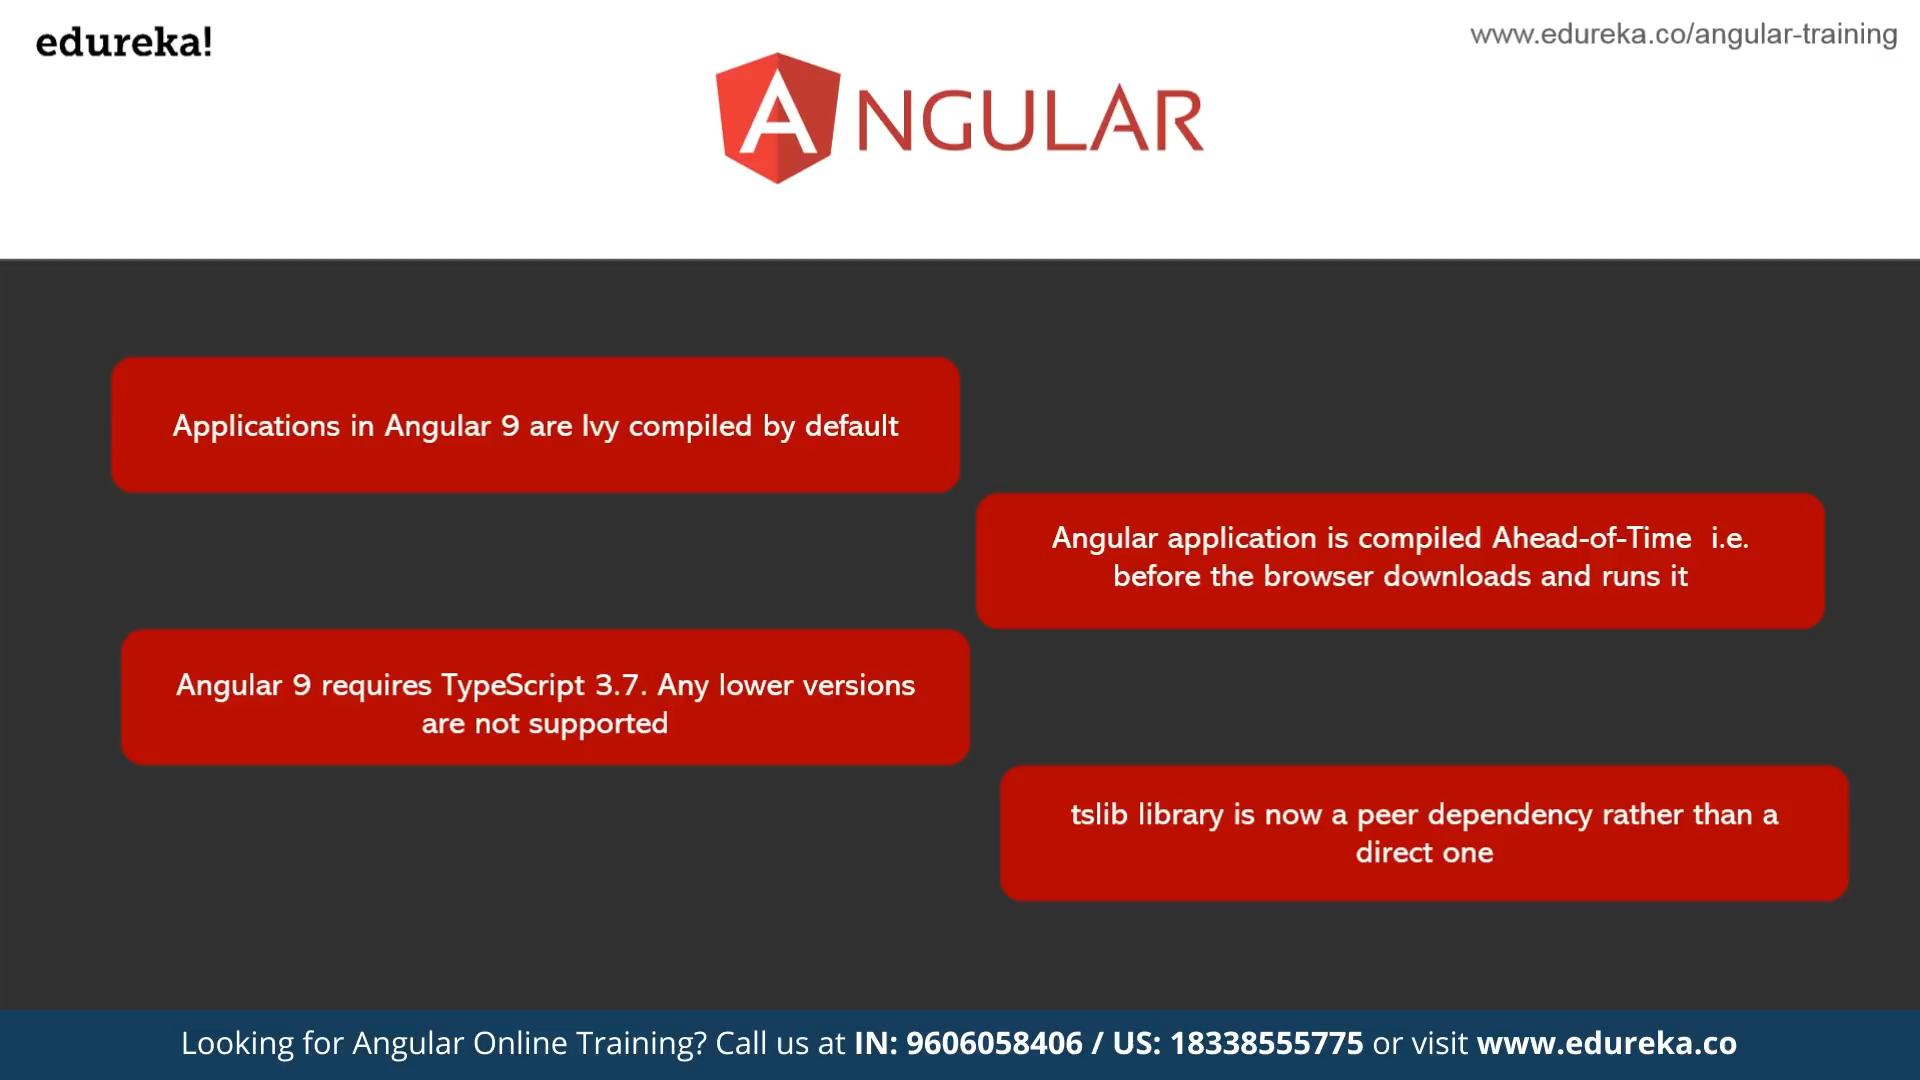 edureka!
www.edureka.co/angular-training
ANGULAR
Applications in Angular 9 are Ivy compiled by default
Angular application is compiled Ahead-of-Time  i.e.
before the browser downloads and runs it
Angular 9 requires TypeScript 3.7. Any lower versions
are not supported
tslib library is now a peer dependency rather than a
direct one
Looking for Angular Online Training? Call us at IN: 9606058406 / US: 18338555775 or visit www.edureka.co